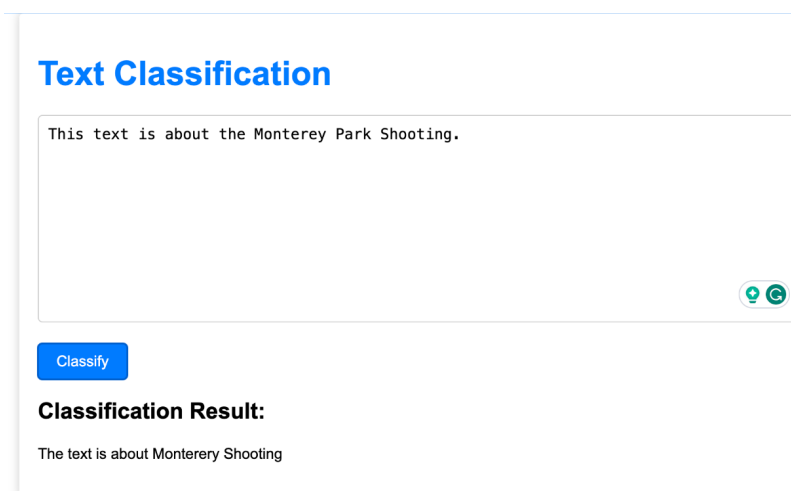 Text Classification
This text is about the Monterey Park Shooting.
Classify
Classification Result:
The text is about Monterery Shooting